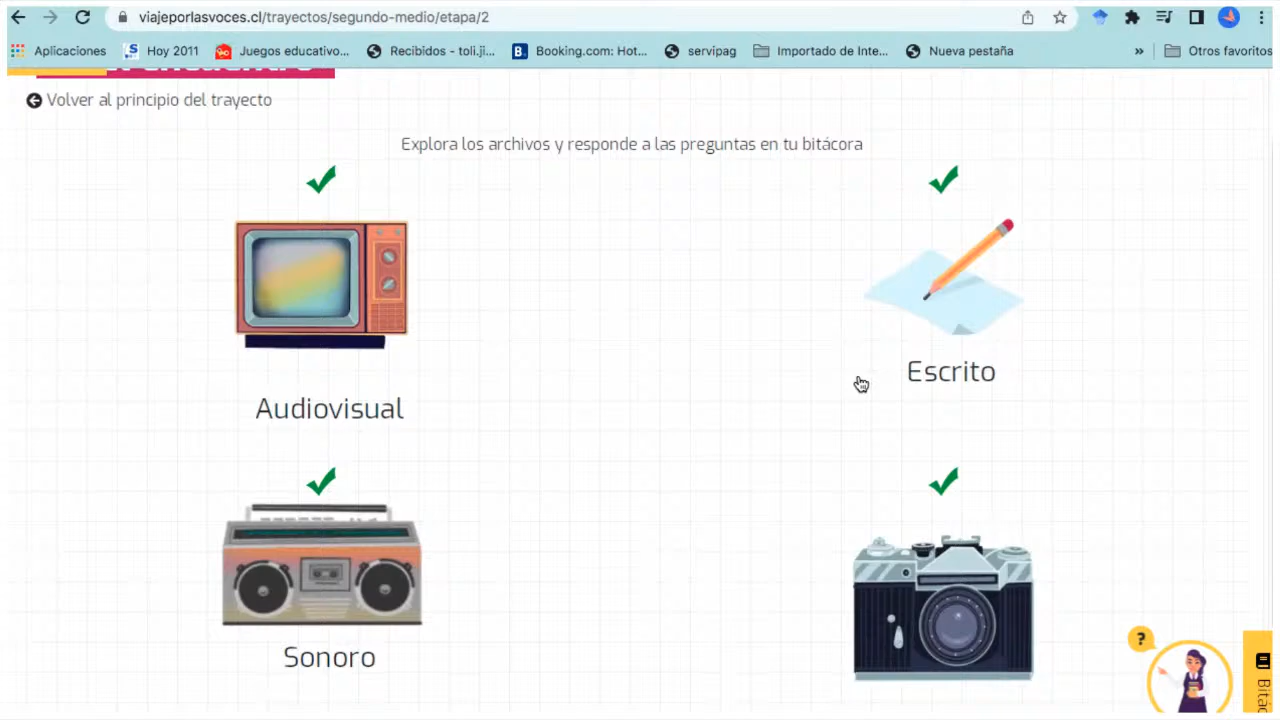 viajeporlasvoces.cl/trayectos/segundo-medio/etapa/2
Aplicaciones
Hoy 2011
Juegos educativo...
Recibidos - toli.ji...
B. Booking.com: Hot...
servipag
Importado de Inte...
Nueva pestaña
»
Otros favoritos
Volver al principio del trayecto
Explora los archivos y responde a las preguntas en tu bitácora
Escrito
Audiovisual
Sonoro
?